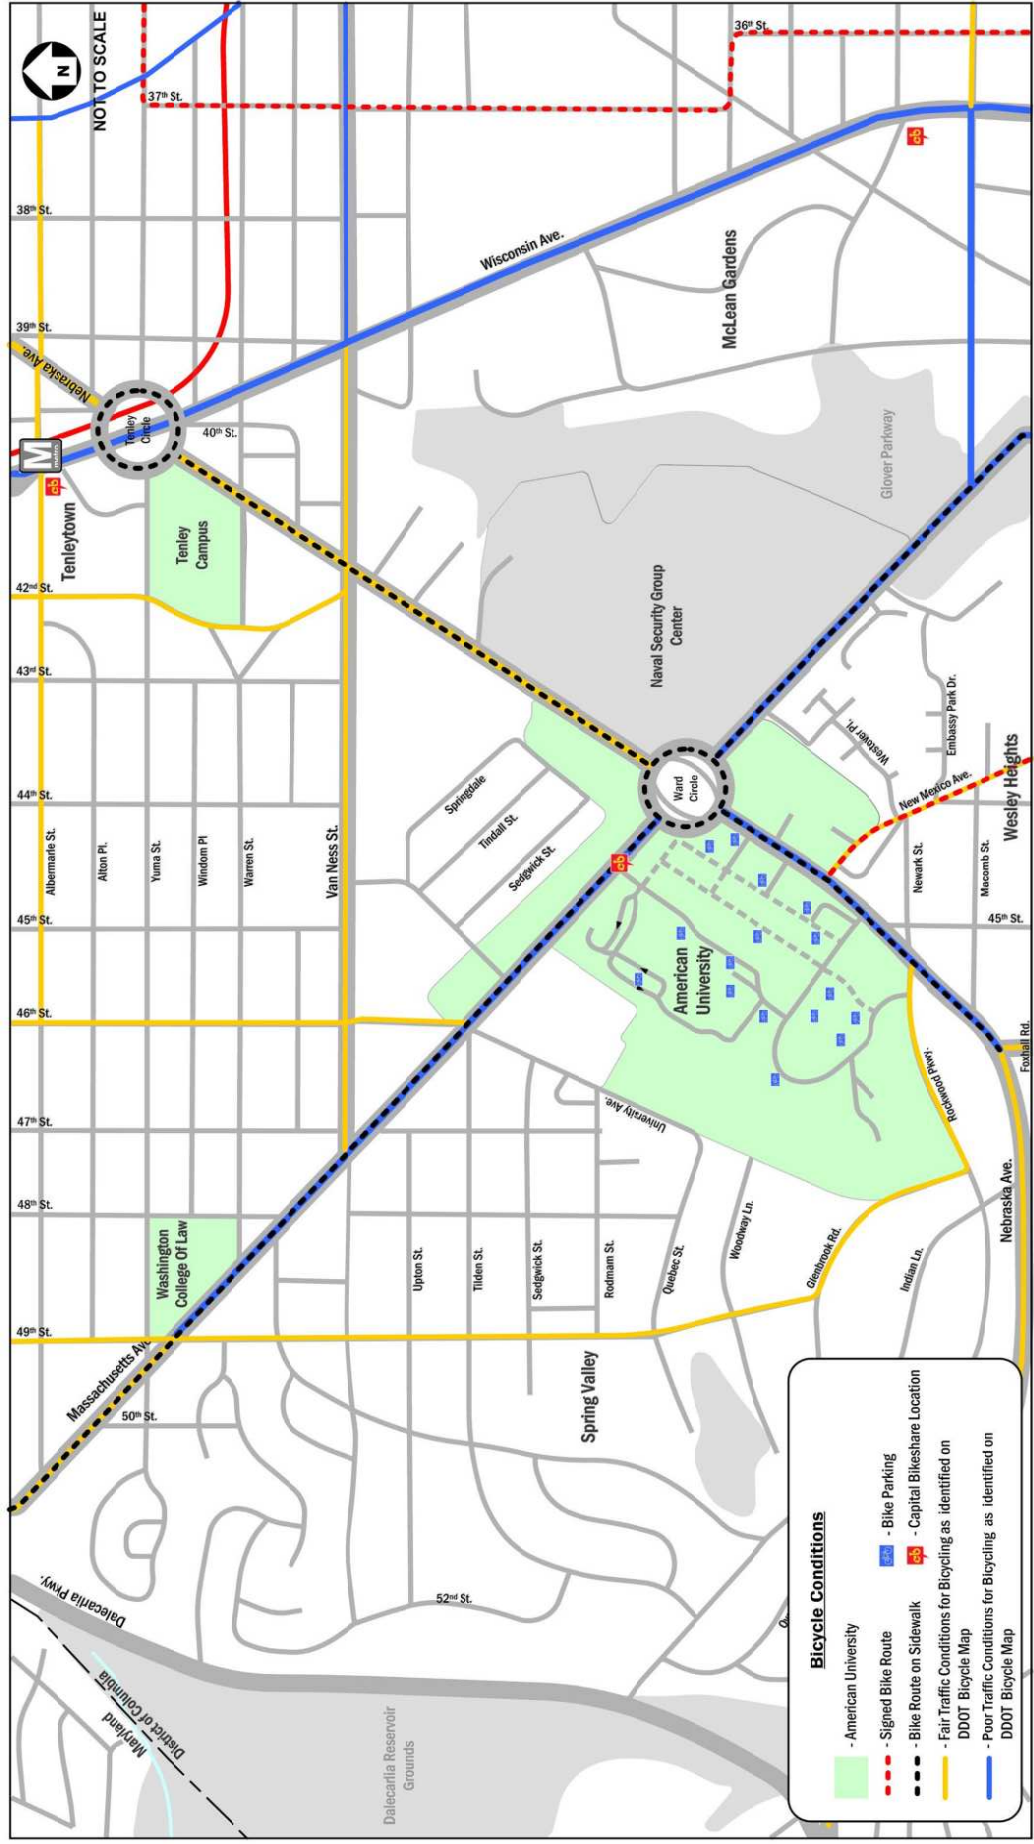 N
NOT TO SCALE
36th St.
37th St.
38th St.
39th St.
Nebraska Ave.
Wisconsin Ave.
McLean Gardens
M
Tenley
Circle
40th St.
cb
cb
Tenleytown
Tenley
Campus
42nd St.
43rd St.
44th St.
45th St.
46th St.
47th St.
48th St.
49th St.
50th St.
52nd St.
Albermarle St.
Alton Pl.
Yuma St.
Windom Pl
Warren St.
Van Ness St.
Springdale
Tindall St.
Sedgwick St.
Naval Security Group
Center
Glover Parkway
Ward
Circle
cb
Westover Pl.
Embassy Park Dr.
New Mexico Ave.
Wesley Heights
Newark St.
Macomb St.
45th St.
American
University
Foxhall Rd.
Rockwood Pkwy.
University Ave.
Nebraska Ave.
Washington
College Of Law
Massachusetts Ave
Upton St.
Tilden St.
Sedgwick St.
Rodmam St.
Quebec St.
Woodway Ln.
Glenbrook Rd.
Indian Ln.
Spring Valley
Dalecarlia Pkwy.
District of Columbia
Maryland
Dalecarlia Reservoir
Grounds
Bicycle Conditions
- American University
- Signed Bike Route
- Bike Parking
- Bike Route on Sidewalk
cb
- Capital Bikeshare Location
- Fair Traffic Conditions for Bicycling as identified on
DDOT Bicycle Map
- Poor Traffic Conditions for Bicycling as identified on
DDOT Bicycle Map